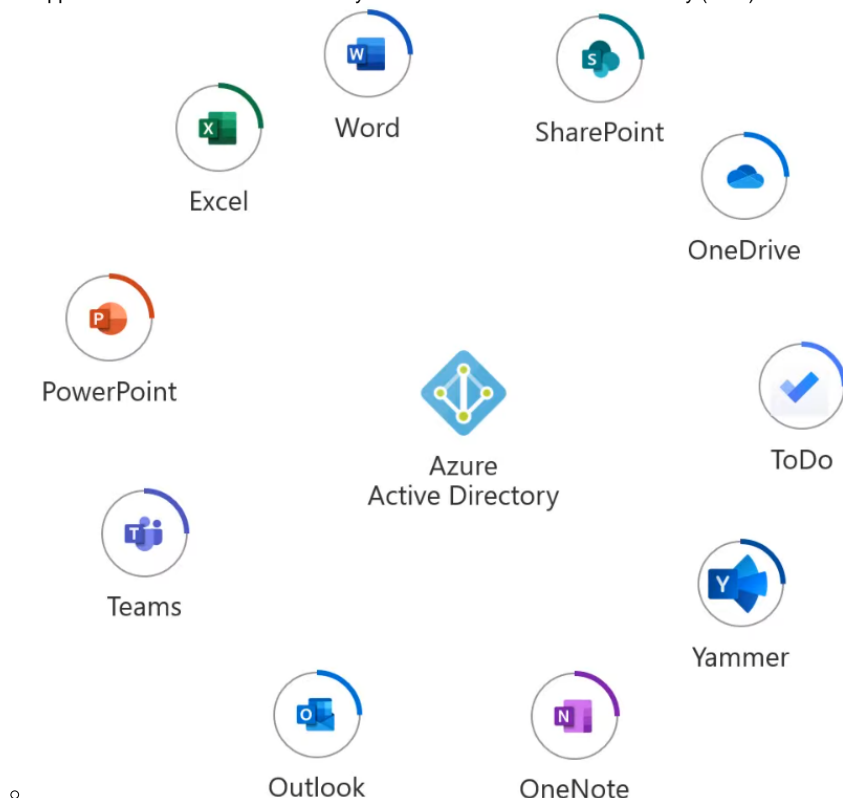 W
Word
S
SharePoint
X
Excel
OneDrive
P
PowerPoint
Azure
Active Directory
ToDo
T
Teams
Y
Yammer
O
Outlook
N
OneNote